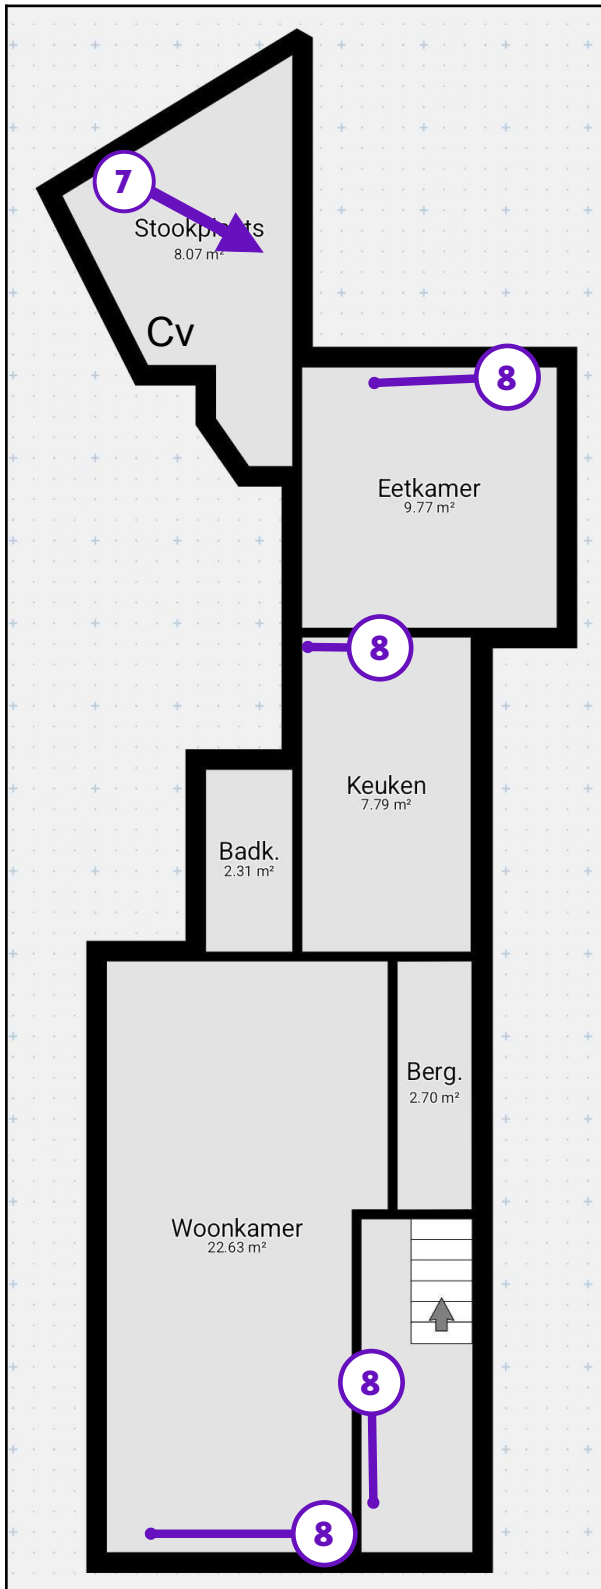 7
8.07 m²
Cv
8
Eetkamer
9.77 m²
8
Keuken
7.79 m²
Badk.
2.31 m²
Berg.
2.70 m²
Woonkamer
22.63 m²
8
8